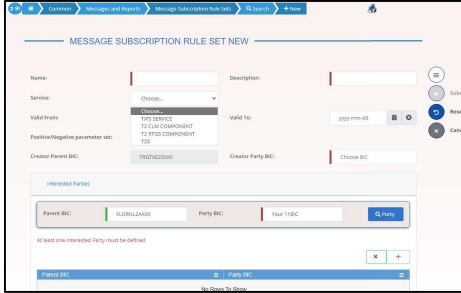 Common Messages and Reports Message Subscription Rule Sets Search + New
MESSAGE SUBSCRIPTION RULE SET NEW
Name: Description:
Service: Choose...
Choose...
TIPS SERVICE
T2 CLM COMPONENT
T2 RTGS COMPONENT
T2S
Valid From: Valid To: yyyy-mm-dd
Positive/Negative parameter set:
Creator Parent BIC: Creator Party BIC: Choose BIC
Interested Parties
Parent BIC: FLORNL2AXXX Party BIC: Your 11BIC Party
At least one Interested Party must be defined
Parent BIC Party BIC
No Rows To Show
Subs
Rese
Canc